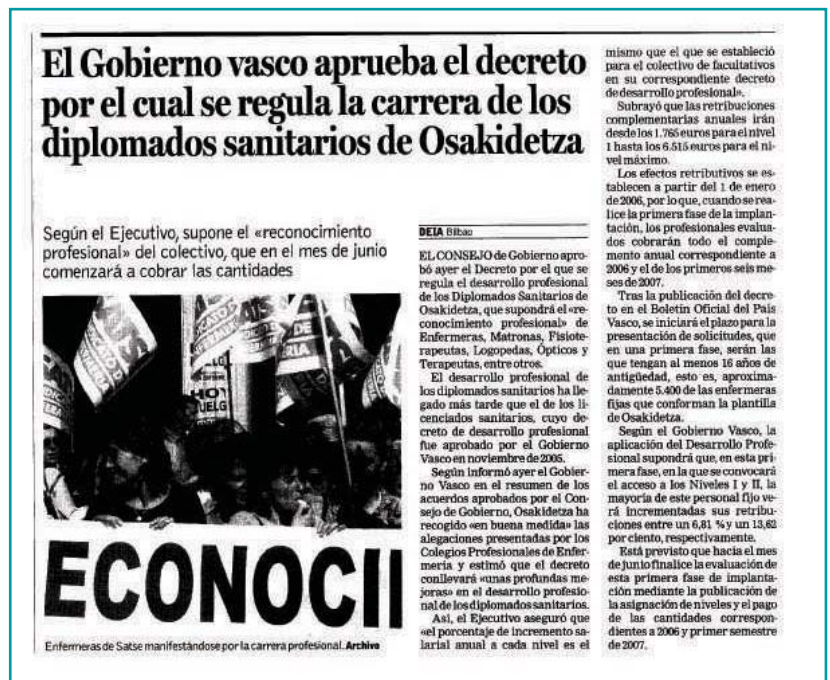 El Gobierno vasco aprueba el decreto
por el cual se regula la carrera de los
diplomados sanitarios de Osakidetza
Según el Ejecutivo, supone el «reconocimiento
profesional» del colectivo, que en el mes de junio
comenzará a cobrar las cantidades
SINDICATO DE
ENFERMERÍA
HOY
HUELG
ECONOCII
Enfermeras de Satse manifestándose por la carrera profesional. Archivo
DEIA Bilbao
EL CONSEJO de Gobierno apro-
bó ayer el Decreto por el que se
regula el desarrollo profesional
de los Diplomados Sanitarios de
Osakidetza, que supondrá el «re-
conocimiento profesional» de
Enfermeras, Matronas, Fisiote-
rapeutas, Logopedas, Ópticos y
Terapeutas, entre otros.
El desarrollo profesional de
los diplomados sanitarios ha lle-
gado más tarde que el de los li-
cenciados sanitarios, cuyo de-
creto de desarrollo profesional
fue aprobado por el Gobierno
Vasco en noviembre de 2005.
Según informó ayer el Gobier-
no Vasco en el resumen de los
acuerdos aprobados por el Con-
sejo de Gobierno, Osakidetza ha
recogido «en buena medida» las
alegaciones presentadas por los
Colegios Profesionales de Enfer-
mería y estimó que el decreto
conllevará «unas profundas me-
joras» en el desarrollo profesio-
nal de los diplomados sanitarios.
Así, el Ejecutivo aseguró que
«el porcentaje de incremento sa-
larial anual a cada nivel es el
mismo que el que se estableció
para el colectivo de facultativos
en su correspondiente decreto
de desarrollo profesional».
Subrayó que las retribuciones
complementarias anuales irán
desde los 1.765 euros para el nivel
1 hasta los 6.515 euros para el ni-
vel máximo.
Los efectos retributivos se es-
tablecen a partir del 1 de enero
de 2006, por lo que, cuando se rea-
lice la primera fase de la implan-
tación, los profesionales evalua-
dos cobrarán todo el comple-
mento anual correspondiente a
2006 y el de los primeros seis me-
ses de 2007.
Tras la publicación del decre-
to en el Boletín Oficial del País
Vasco, se iniciará el plazo para la
presentación de solicitudes, que
en una primera fase, serán las
que tengan al menos 16 años de
antigüedad, esto es, aproxima-
damente 5.400 de las enfermeras
fijas que conforman la plantilla
de Osakidetza.
Según el Gobierno Vasco, la
aplicación del Desarrollo Profe-
sional supondrá que, en esta pri-
mera fase, en la que se convocará
el acceso a los Niveles I y II, la
mayoría de este personal fijo ve-
rá incrementadas sus retribu-
ciones entre un 6,81 % y un 13,62
por ciento, respectivamente.
Está previsto que hacia el mes
de junio finalice la evaluación de
esta primera fase de implanta-
ción mediante la publicación de
la asignación de niveles y el pago
de las cantidades correspon-
dientes a 2006 y primer semestre
de 2007.